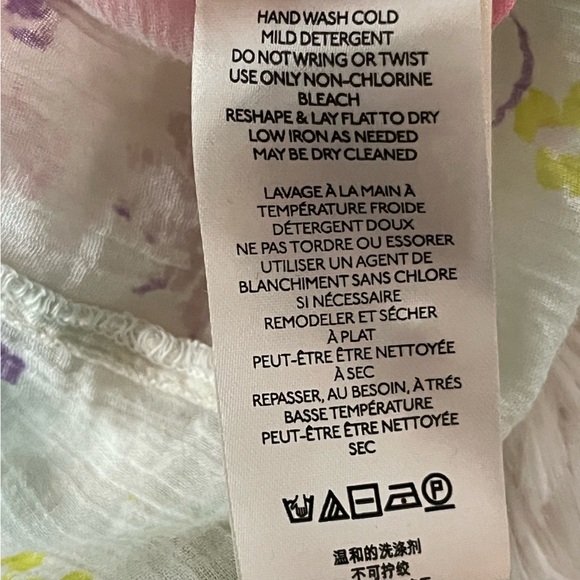 HAND WASH COLD
MILD DETERGENT
DO NOT WRING OR TWIST
USE ONLY NON-CHLORINE
BLEACH
RESHAPE & LAY FLAT TO DRY
LOW IRON AS NEEDED
MAY BE DRY CLEANED
LAVAGE À LA MAIN À
TEMPÉRATURE FROIDE
DÉTERGENT DOUX
NE PAS TORDRE OU ESSORER
UTILISER UN AGENT DE
BLANCHIMENT SANS CHLORE
SI NÉCESSAIRE
REMODELER ET SÉCHER
À PLAT
PEUT-ÊTRE ÊTRE NETTOYÉE
À SEC
REPASSER, AU BESOIN, À TRÉS
BASSE TEMPÉRATURE
PEUT-ÊTRE ÊTRE NETTOYÉE
SEC
P
温和的洗涤剂
不可拧绞